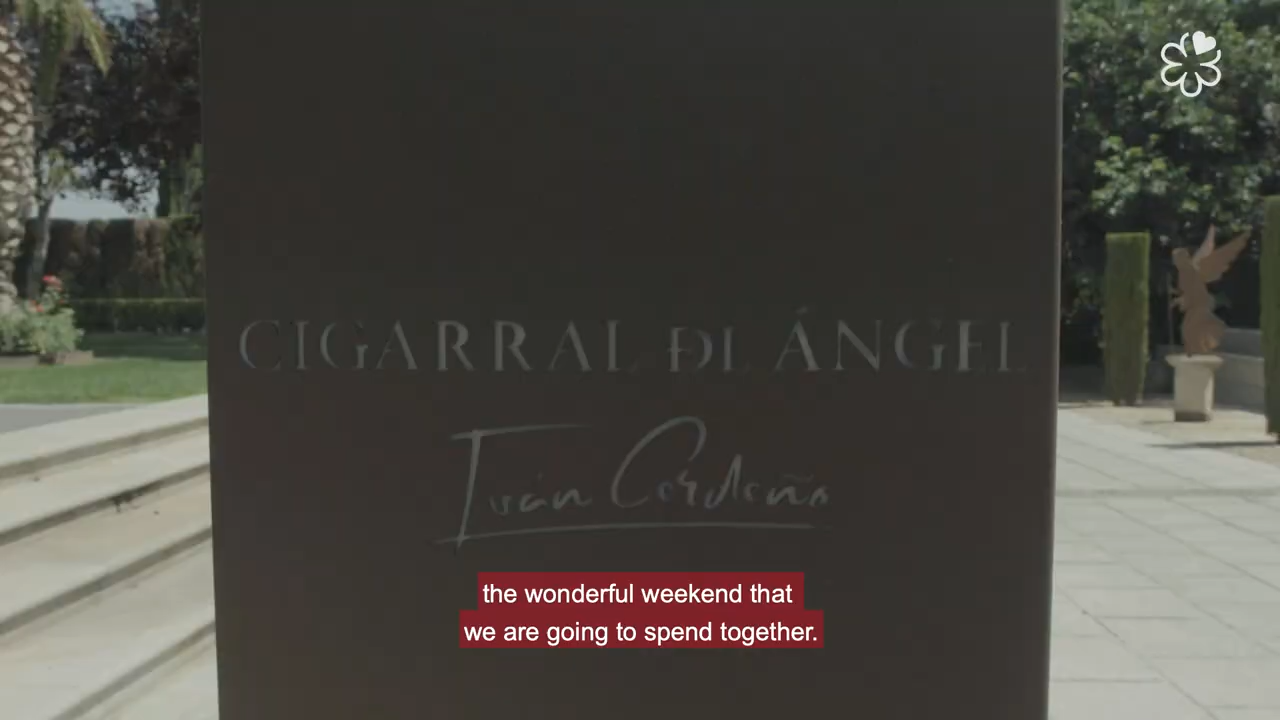 CIGARRAL DEL ÁNGEL
Iván Cerdeño
the wonderful weekend that
we are going to spend together.